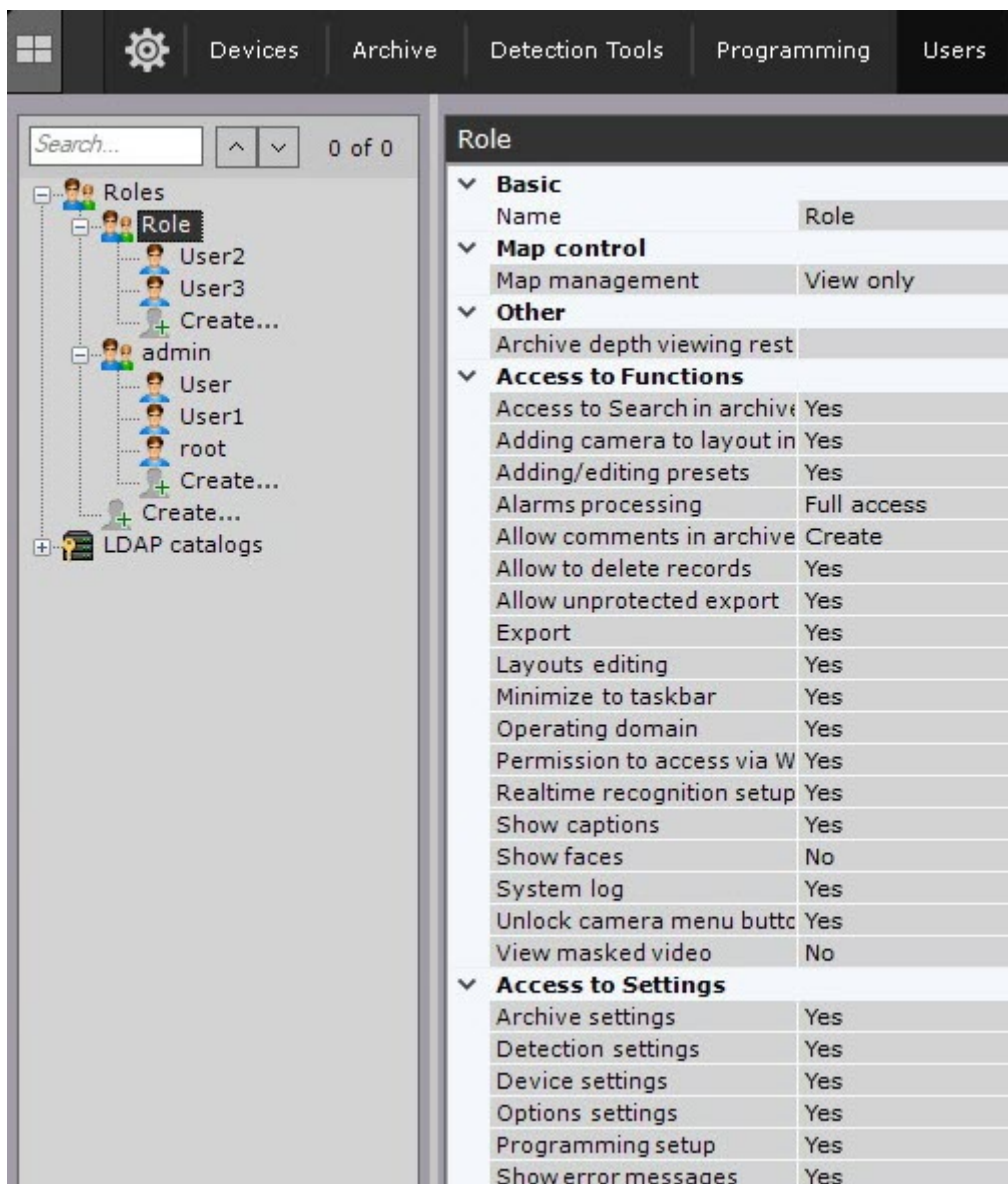 Devices Archive Detection Tools Programming Users
Search... 0 of 0
Roles
Role
User2
User3
Create...
admin
User
User1
root
Create...
Create...
LDAP catalogs
Role
Basic
Name Role
Map control
Map management View only
Other
Archive depth viewing rest
Access to Functions
Access to Search in archive Yes
Adding camera to layout in Yes
Adding/editing presets Yes
Alarms processing Full access
Allow comments in archive Create
Allow to delete records Yes
Allow unprotected export Yes
Export Yes
Layouts editing Yes
Minimize to taskbar Yes
Operating domain Yes
Permission to access via W Yes
Realtime recognition setup Yes
Show captions Yes
Show faces No
System log Yes
Unlock camera menu butto Yes
View masked video No
Access to Settings
Archive settings Yes
Detection settings Yes
Device settings Yes
Options settings Yes
Programming setup Yes
Show error messages Yes